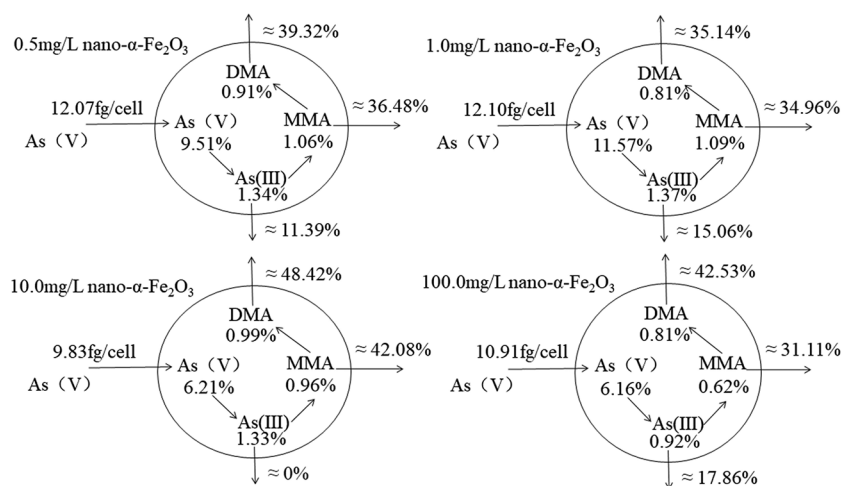 0.5mg/L nano-α-Fe₂O₃
≈39.32%
DMA
0.91%
12.07fg/cell
As（V）
As（V）
9.51%
MMA
1.06%
≈36.48%
As(III)
1.34%
≈11.39%
1.0mg/L nano-α-Fe₂O₃
≈35.14%
DMA
0.81%
12.10fg/cell
As（V）
As（V）
11.57%
MMA
1.09%
≈34.96%
As(III)
1.37%
≈15.06%
10.0mg/L nano-α-Fe₂O₃
≈48.42%
DMA
0.99%
9.83fg/cell
As（V）
As（V）
6.21%
MMA
0.96%
≈42.08%
As(III)
1.33%
≈0%
100.0mg/L nano-α-Fe₂O₃
≈42.53%
DMA
0.81%
10.91fg/cell
As（V）
As（V）
6.16%
MMA
0.62%
≈31.11%
As(III)
0.92%
≈17.86%